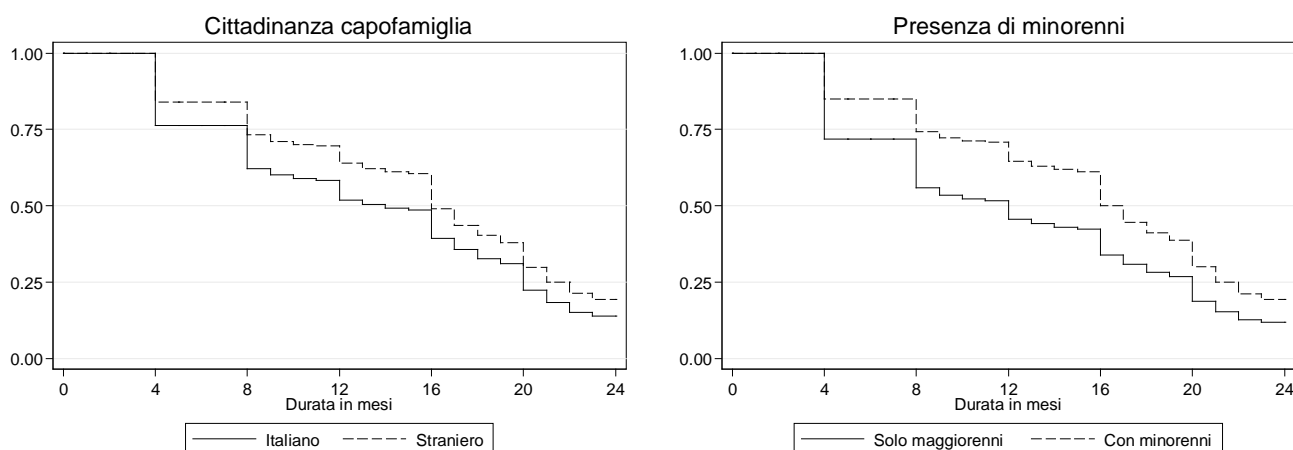 Cittadinanza capofamiglia
1.00
0.75
0.50
0.25
0.00
0 4 8 12 16 20 24
Durata in mesi
Italiano Straniero
Presenza di minorenni
1.00
0.75
0.50
0.25
0.00
0 4 8 12 16 20 24
Durata in mesi
Solo maggiorenni Con minorenni